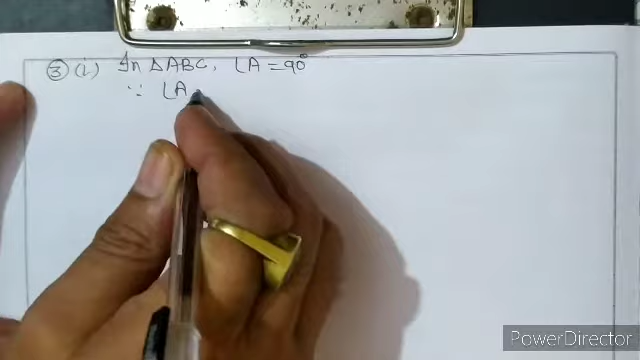 ③ (i) In ΔABC, ∠A = 90°
∵ ∠A
PowerDirector